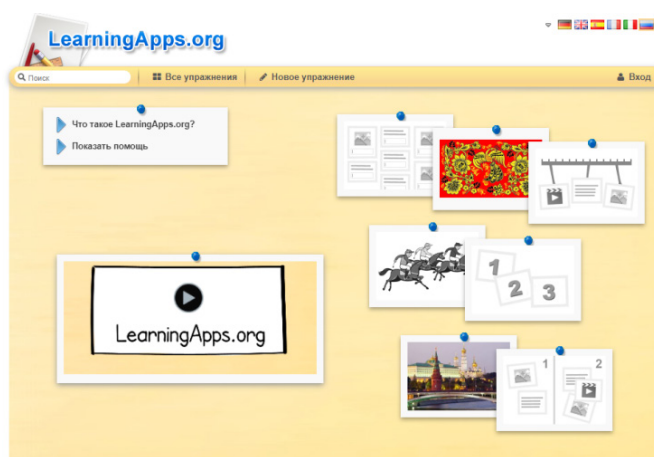 LearningApps.org
Поиск
Все упражнения
Новое упражнение
Вход
Что такое LearningApps.org?
Показать помощь
LearningApps.org
1
2
3
1
2